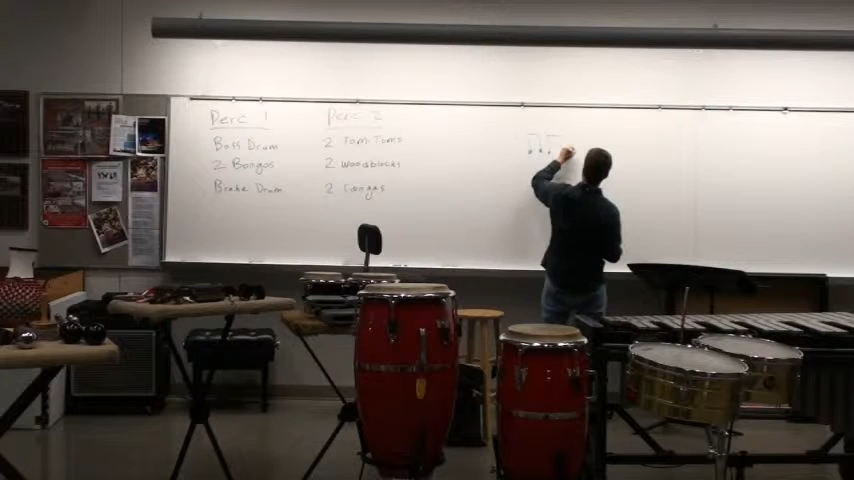 Perc 1
Bass Drum
2 Bongos
Brake Drum
Perc 2
2 Tom-Toms
2 Woodblocks
2 Congas